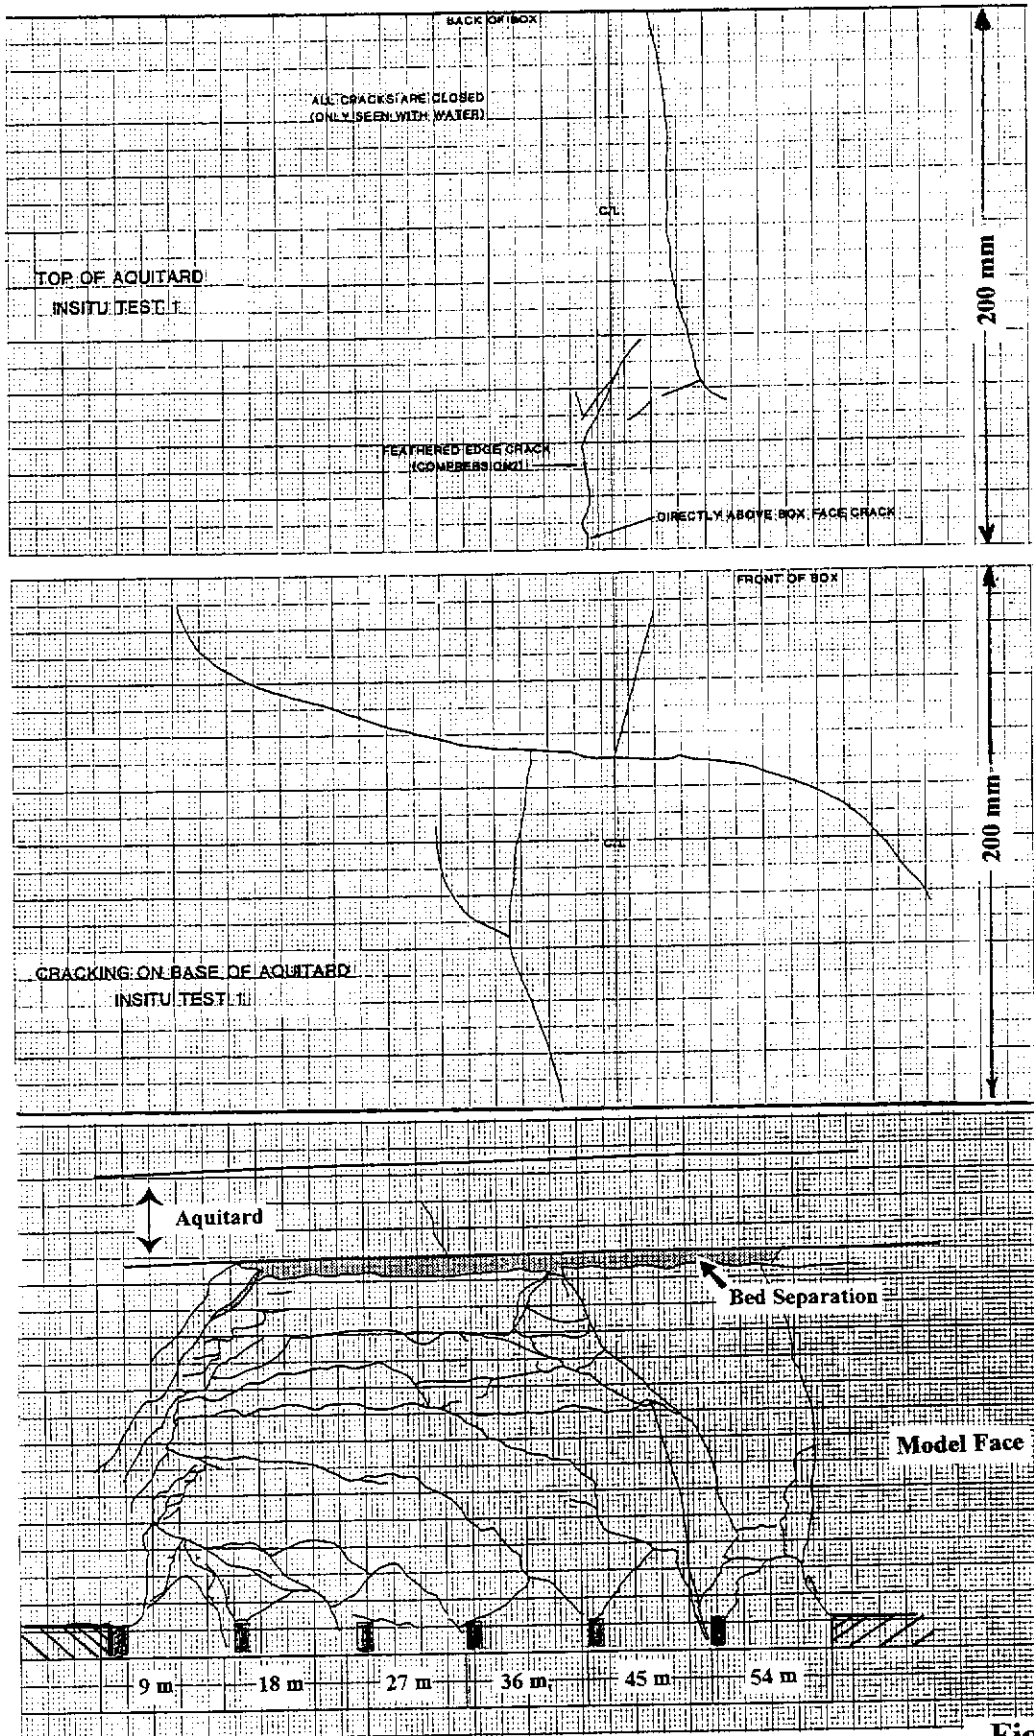 BACK OF BOX
ALL CRACKS ARE CLOSED
(ONLY SEEN WITH WATER)
C/L
TOP OF AQUITARD
INSITU TEST 1
200 mm
FEATHERED EDGE CRACK
(COMPRESSION?)
DIRECTLY ABOVE BOX FACE CRACK
FRONT OF BOX
C/L
200 mm
CRACKING ON BASE OF AQUITARD
INSITU TEST 1
Aquitard
Bed Separation
Model Face
9 m
18 m
27 m
36 m
45 m
54 m